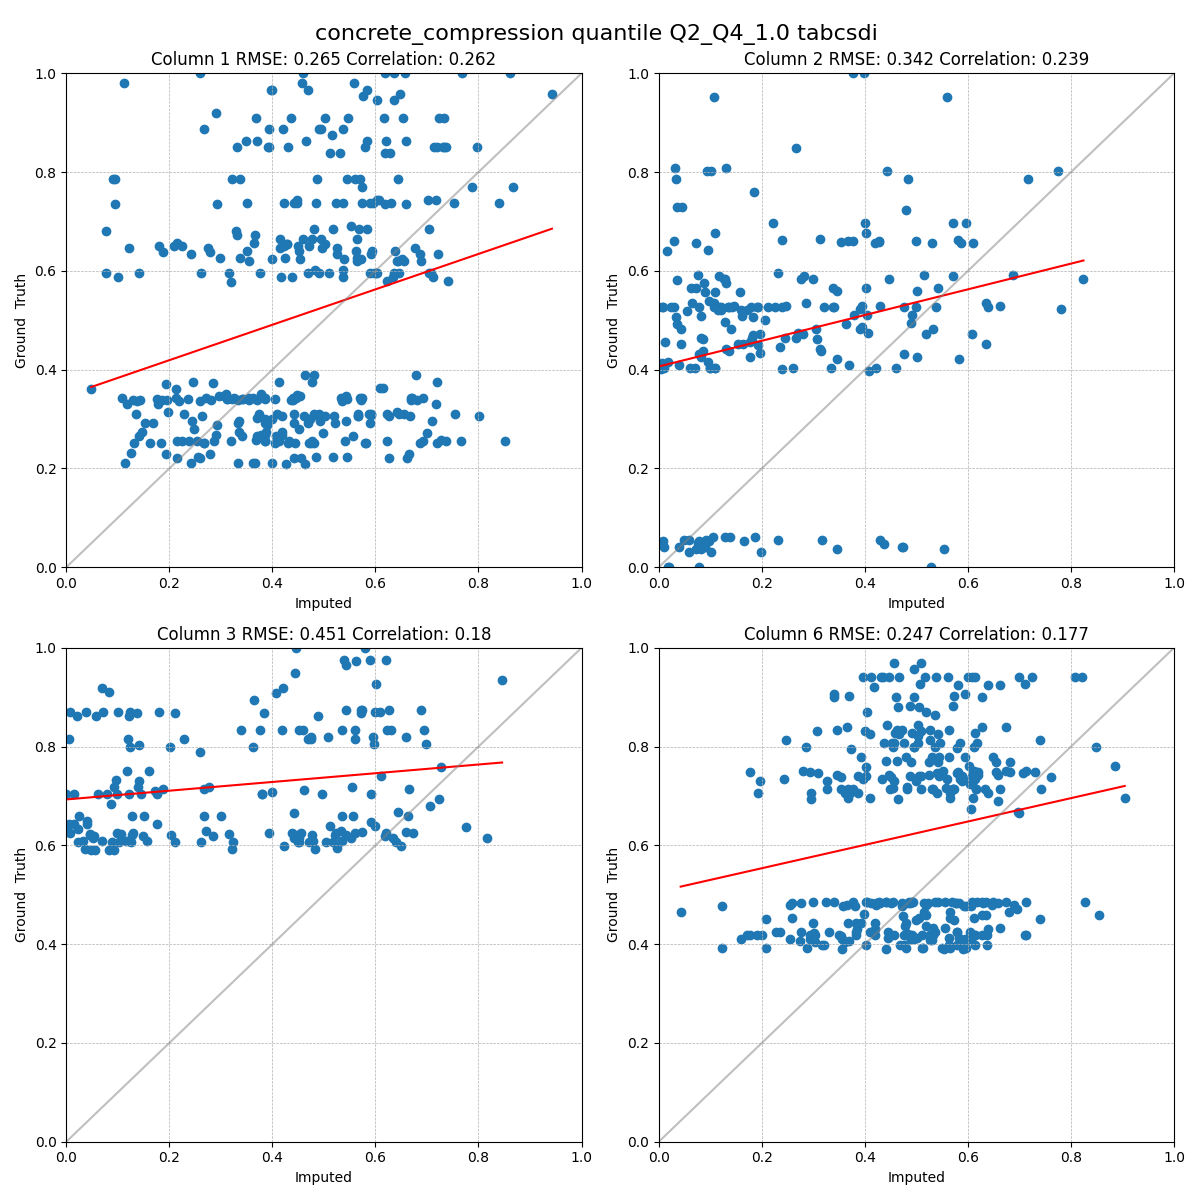 concrete_compression quantile Q2_Q4_1.0 tabcsdi
Column 1 RMSE: 0.265 Correlation: 0.262
1.0
0.8
0.6
0.4
0.2
0.0
Ground Truth
0.0 0.2 0.4 0.6 0.8 1.0
Imputed
Column 2 RMSE: 0.342 Correlation: 0.239
1.0
0.8
0.6
0.4
0.2
0.0
Ground Truth
0.0 0.2 0.4 0.6 0.8 1.0
Imputed
Column 3 RMSE: 0.451 Correlation: 0.18
1.0
0.8
0.6
0.4
0.2
0.0
Ground Truth
0.0 0.2 0.4 0.6 0.8 1.0
Imputed
Column 6 RMSE: 0.247 Correlation: 0.177
1.0
0.8
0.6
0.4
0.2
0.0
Ground Truth
0.0 0.2 0.4 0.6 0.8 1.0
Imputed